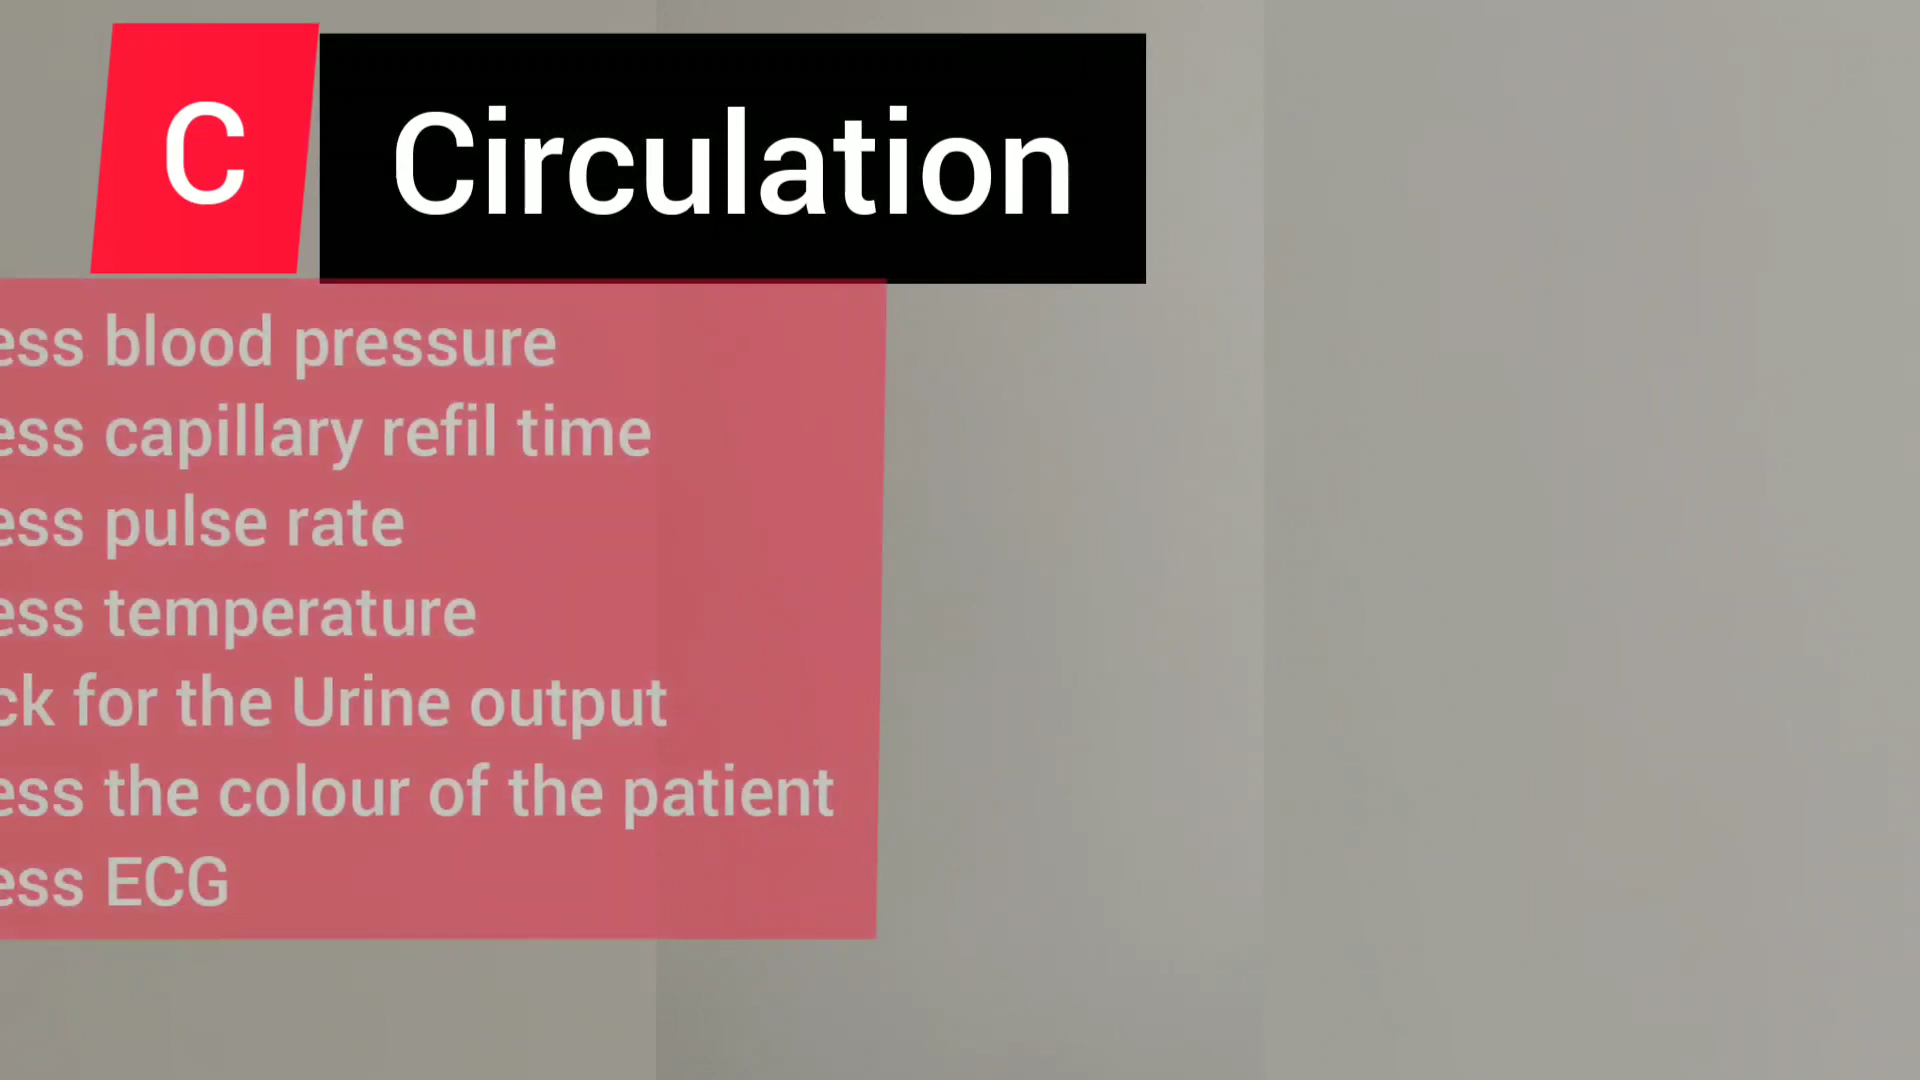 C Circulation
ess blood pressure
ess capillary refil time
ess pulse rate
ess temperature
ck for the Urine output
ess the colour of the patient
ess ECG